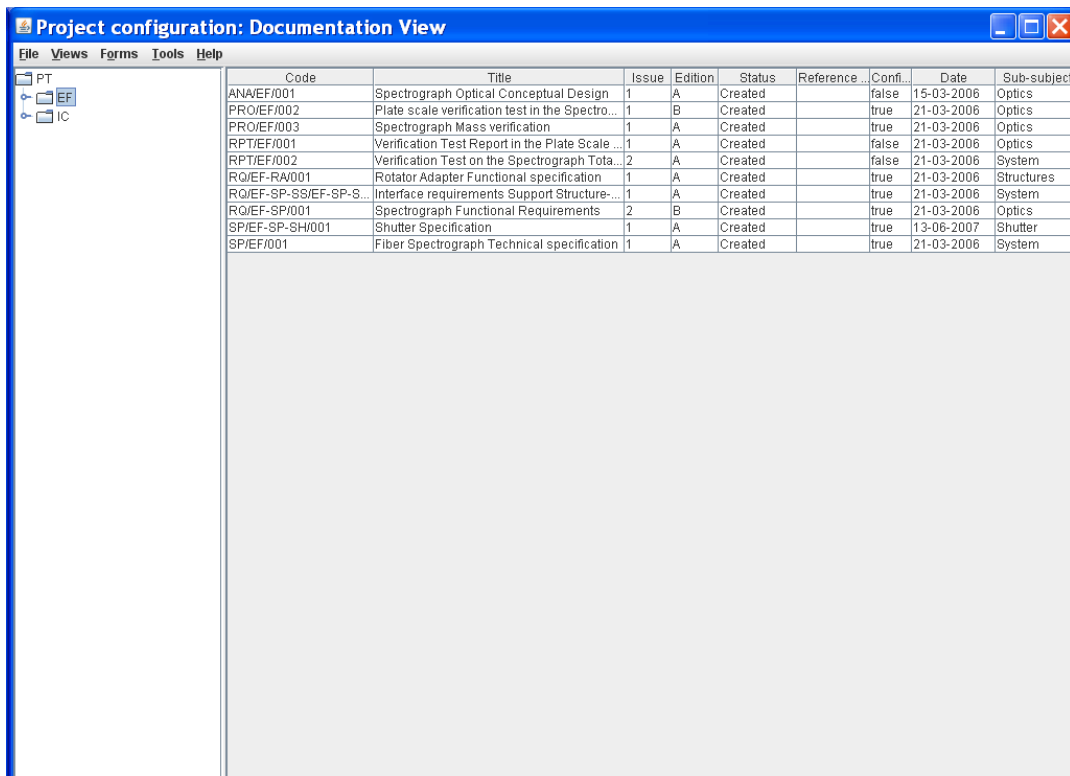 Project configuration: Documentation View
File Views Forms Tools Help
PT
EF
IC
Code Title Issue Edition Status Reference ... Confi... Date Sub-subject
ANA/EF/001 Spectrograph Optical Conceptual Design 1 A Created false 15-03-2006 Optics
PRO/EF/002 Plate scale verification test in the Spectro... 1 B Created true 21-03-2006 Optics
PRO/EF/003 Spectrograph Mass verification 1 A Created true 21-03-2006 Optics
RPT/EF/001 Verification Test Report in the Plate Scale ... 1 A Created false 21-03-2006 Optics
RPT/EF/002 Verification Test on the Spectrograph Tota... 2 A Created false 21-03-2006 System
RQ/EF-RA/001 Rotator Adapter Functional specification 1 A Created true 21-03-2006 Structures
RQ/EF-SP-SS/EF-SP-S... Interface requirements Support Structure-... 1 A Created true 21-03-2006 System
RQ/EF-SP/001 Spectrograph Functional Requirements 2 B Created true 21-03-2006 Optics
SP/EF-SP-SH/001 Shutter Specification 1 A Created true 13-06-2007 Shutter
SP/EF/001 Fiber Spectrograph Technical specification 1 A Created true 21-03-2006 System